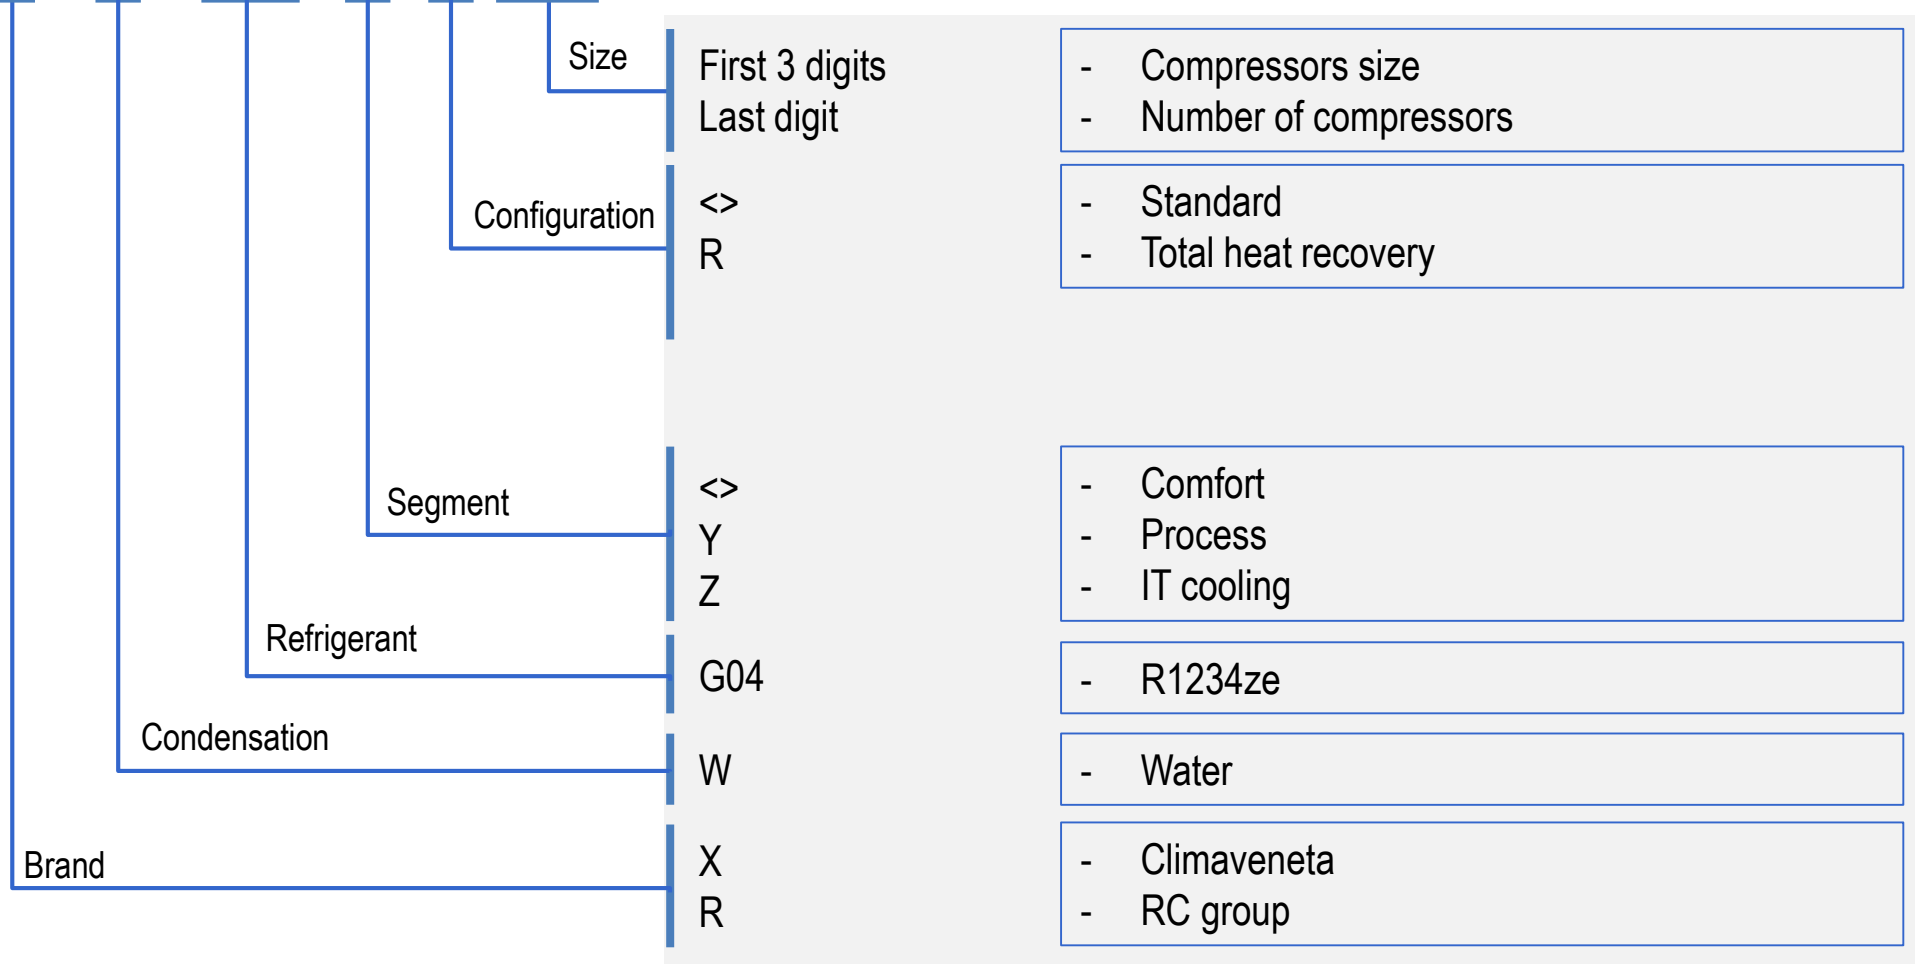 Size
First 3 digits - Compressors size
Last digit - Number of compressors
Configuration
<> - Standard
R - Total heat recovery
Segment
<> - Comfort
Y - Process
Z - IT cooling
Refrigerant
G04 - R1234ze
Condensation
W - Water
Brand
X - Climaveneta
R - RC group